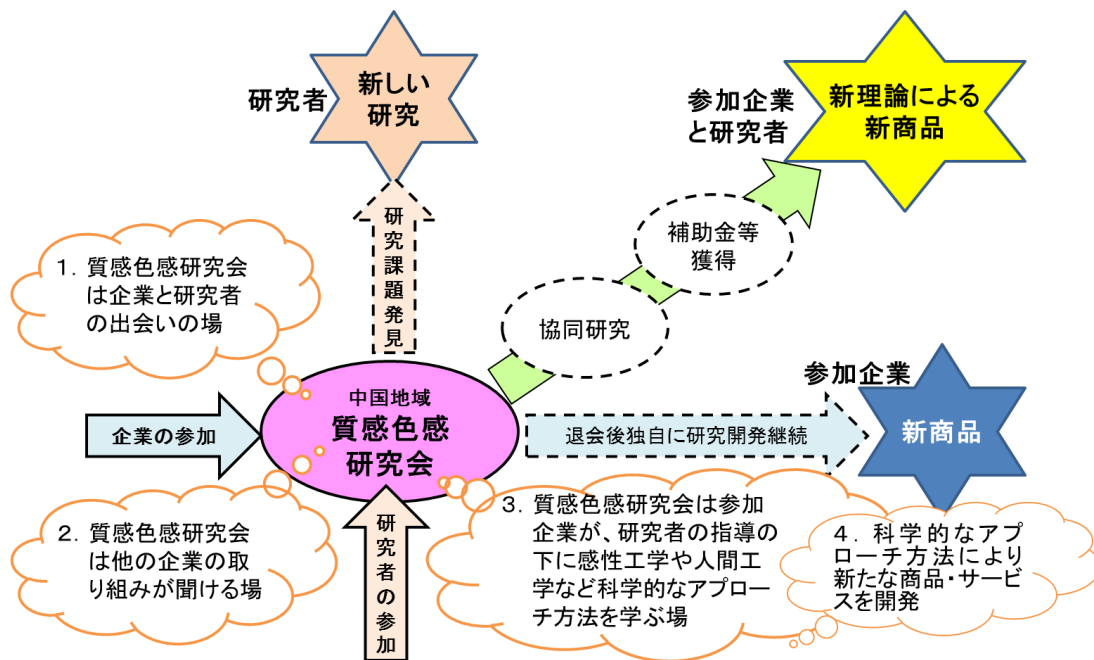 研究者
新しい
研究
参加企業
と研究者
新理論による
新商品
研究課題発見
補助金等
獲得
協同研究
1. 質感色感研究会
は企業と研究者
の出会いの場
中国地域
質感色感
研究会
企業の参加
参加企業
退会後独自に研究開発継続
新商品
2. 質感色感研究会
は他の企業の取
り組みが聞ける場
研究者の参加
3. 質感色感研究会は参加
企業が、研究者の指導の
下に感性工学や人間工
学など科学的なアプロー
チ方法を学ぶ場
4. 科学的なアプ
ローチ方法により
新たな商品・サービ
スを開発